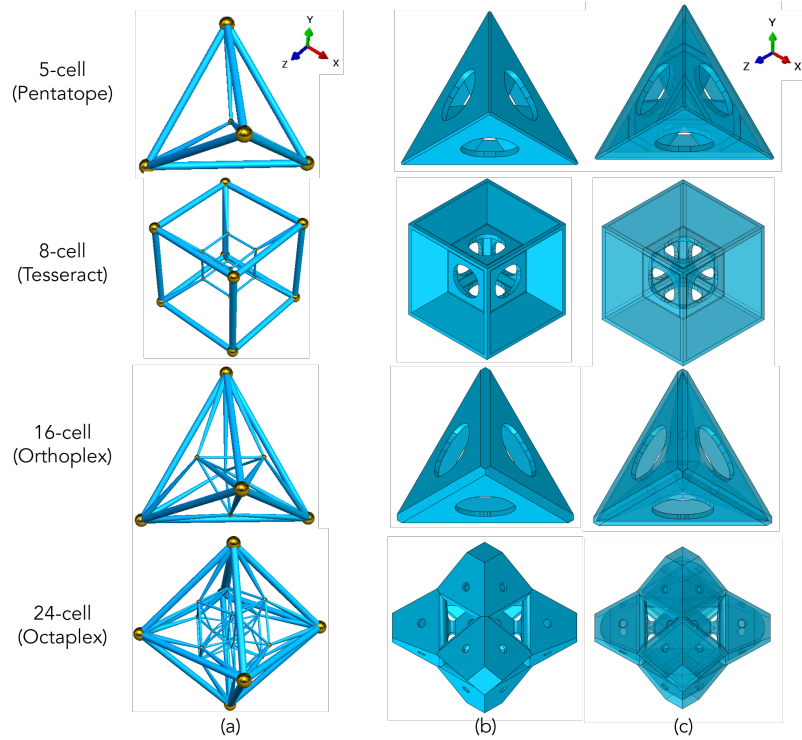 Y
Z
X
Y
Z
X
5-cell
(Pentatope)
8-cell
(Tesseract)
16-cell
(Orthoplex)
24-cell
(Octaplex)
(a)
(b)
(c)